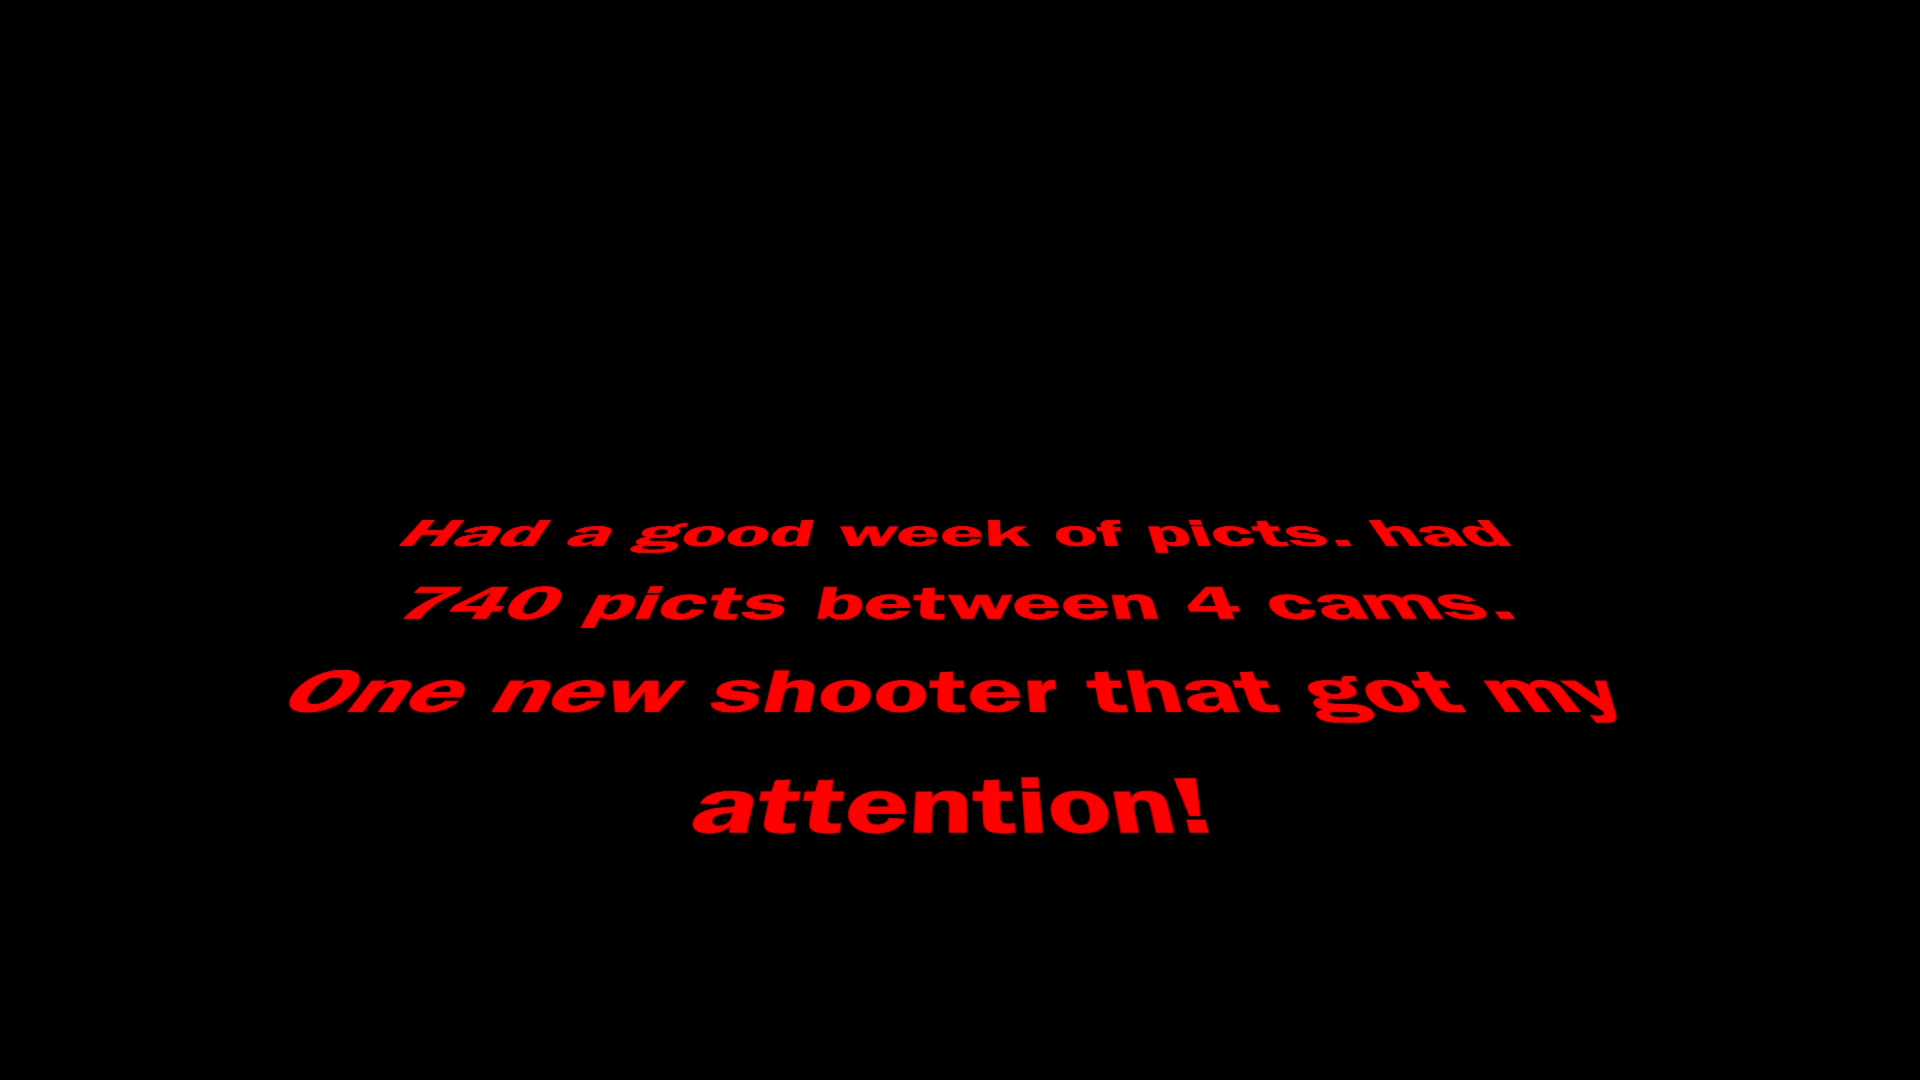 Had a good week of picts. had
740 picts between 4 cams.
One new shooter that got my
attention!